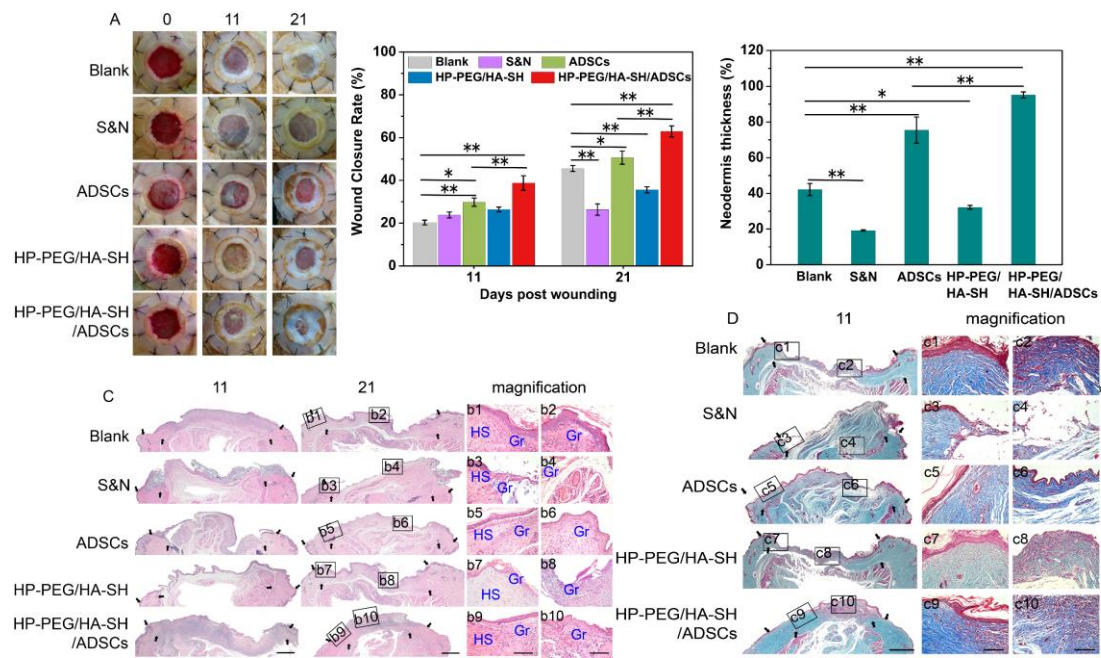 A
0 11 21
Blank
S&N
ADSCs
HP-PEG/HA-SH
HP-PEG/HA-SH
/ADSCs
Wound Closure Rate (%)
100
80
60
40
20
0
Blank S&N ADSCs
HP-PEG/HA-SH HP-PEG/HA-SH/ADSCs
** ** ** ** * ** * ** ** **
11 21
Days post wounding
Neodermis thickness (%)
120
100
80
60
40
20
0
**
* **
**
**
Blank S&N ADSCs HP-PEG/ HP-PEG/
HA-SH HA-SH/ADSCs
C
11 21 magnification
Blank
b1 b2 b1 b2
HS Gr Gr
S&N
b3 b4 b3 b4
HS Gr Gr
ADSCs
b5 b6 b5 b6
HS Gr Gr
HP-PEG/HA-SH
b7 b8 b7 b8
HS Gr Gr
HP-PEG/HA-SH
/ADSCs
b9 b10 b9 b10
HS Gr Gr
D
11 magnification
Blank
c1 c2 c1 c2
S&N
c3 c4 c3 c4
ADSCs
c5 c6 c5 c6
HP-PEG/HA-SH
c7 c8 c7 c8
HP-PEG/HA-SH
/ADSCs
c9 c10 c9 c10